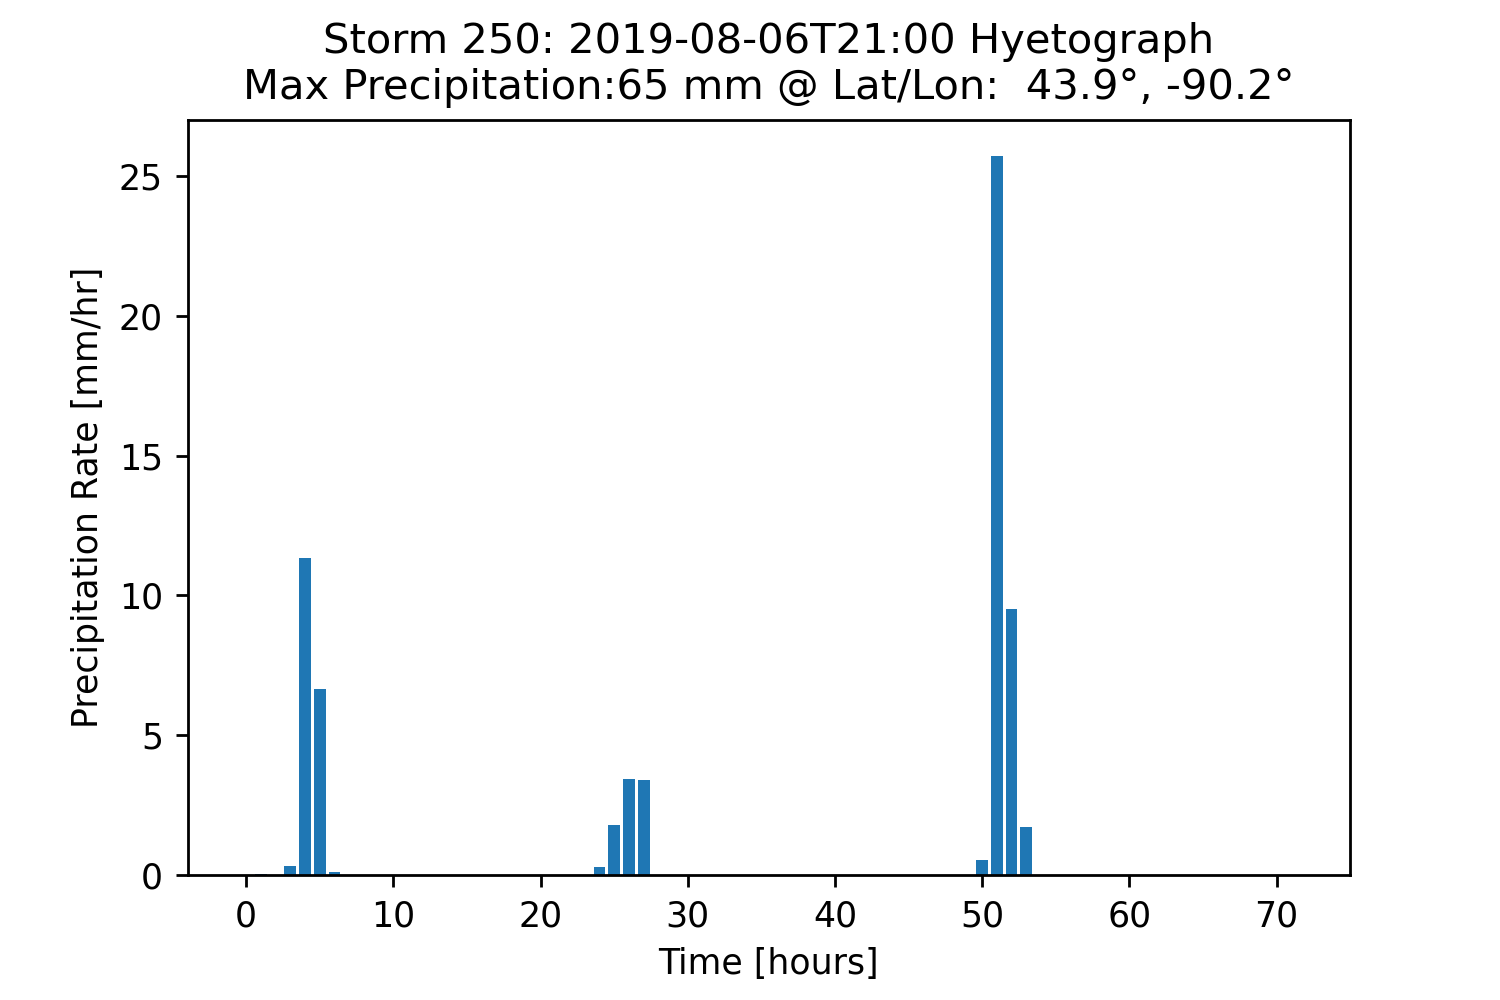 Storm 250: 2019-08-06T21:00 Hyetograph
Max Precipitation:65 mm @ Lat/Lon:  43.9°, -90.2°
Precipitation Rate [mm/hr]
25
20
15
10
5
0
0 10 20 30 40 50 60 70
Time [hours]